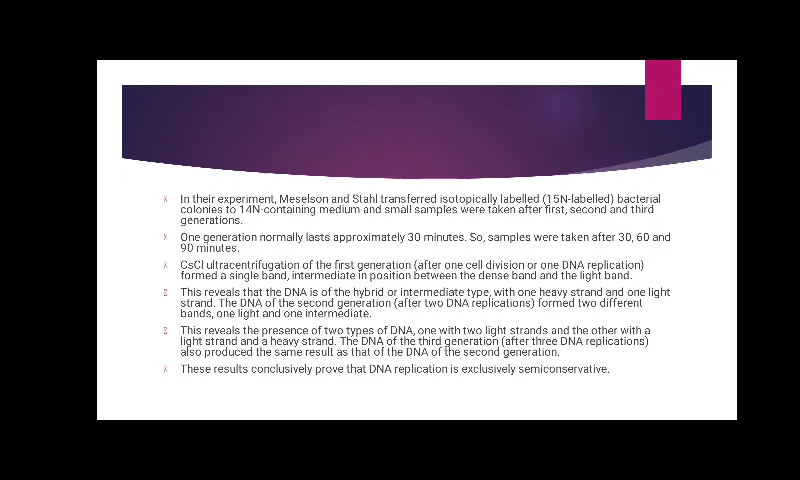 In their experiment, Meselson and Stahl transferred isotopically labelled (15N-labelled) bacterial
colonies to 14N-containing medium and small samples were taken after first, second and third
generations.
One generation normally lasts approximately 30 minutes. So, samples were taken after 30, 60 and
90 minutes.
CsCl ultracentrifugation of the first generation (after one cell division or one DNA replication)
formed a single band, intermediate in position between the dense band and the light band.
This reveals that the DNA is of the hybrid or intermediate type, with one heavy strand and one light
strand. The DNA of the second generation (after two DNA replications) formed two different
bands, one light and one intermediate.
This reveals the presence of two types of DNA, one with two light strands and the other with a
light strand and a heavy strand. The DNA of the third generation (after three DNA replications)
also produced the same result as that of the DNA of the second generation.
These results conclusively prove that DNA replication is exclusively semiconservative.